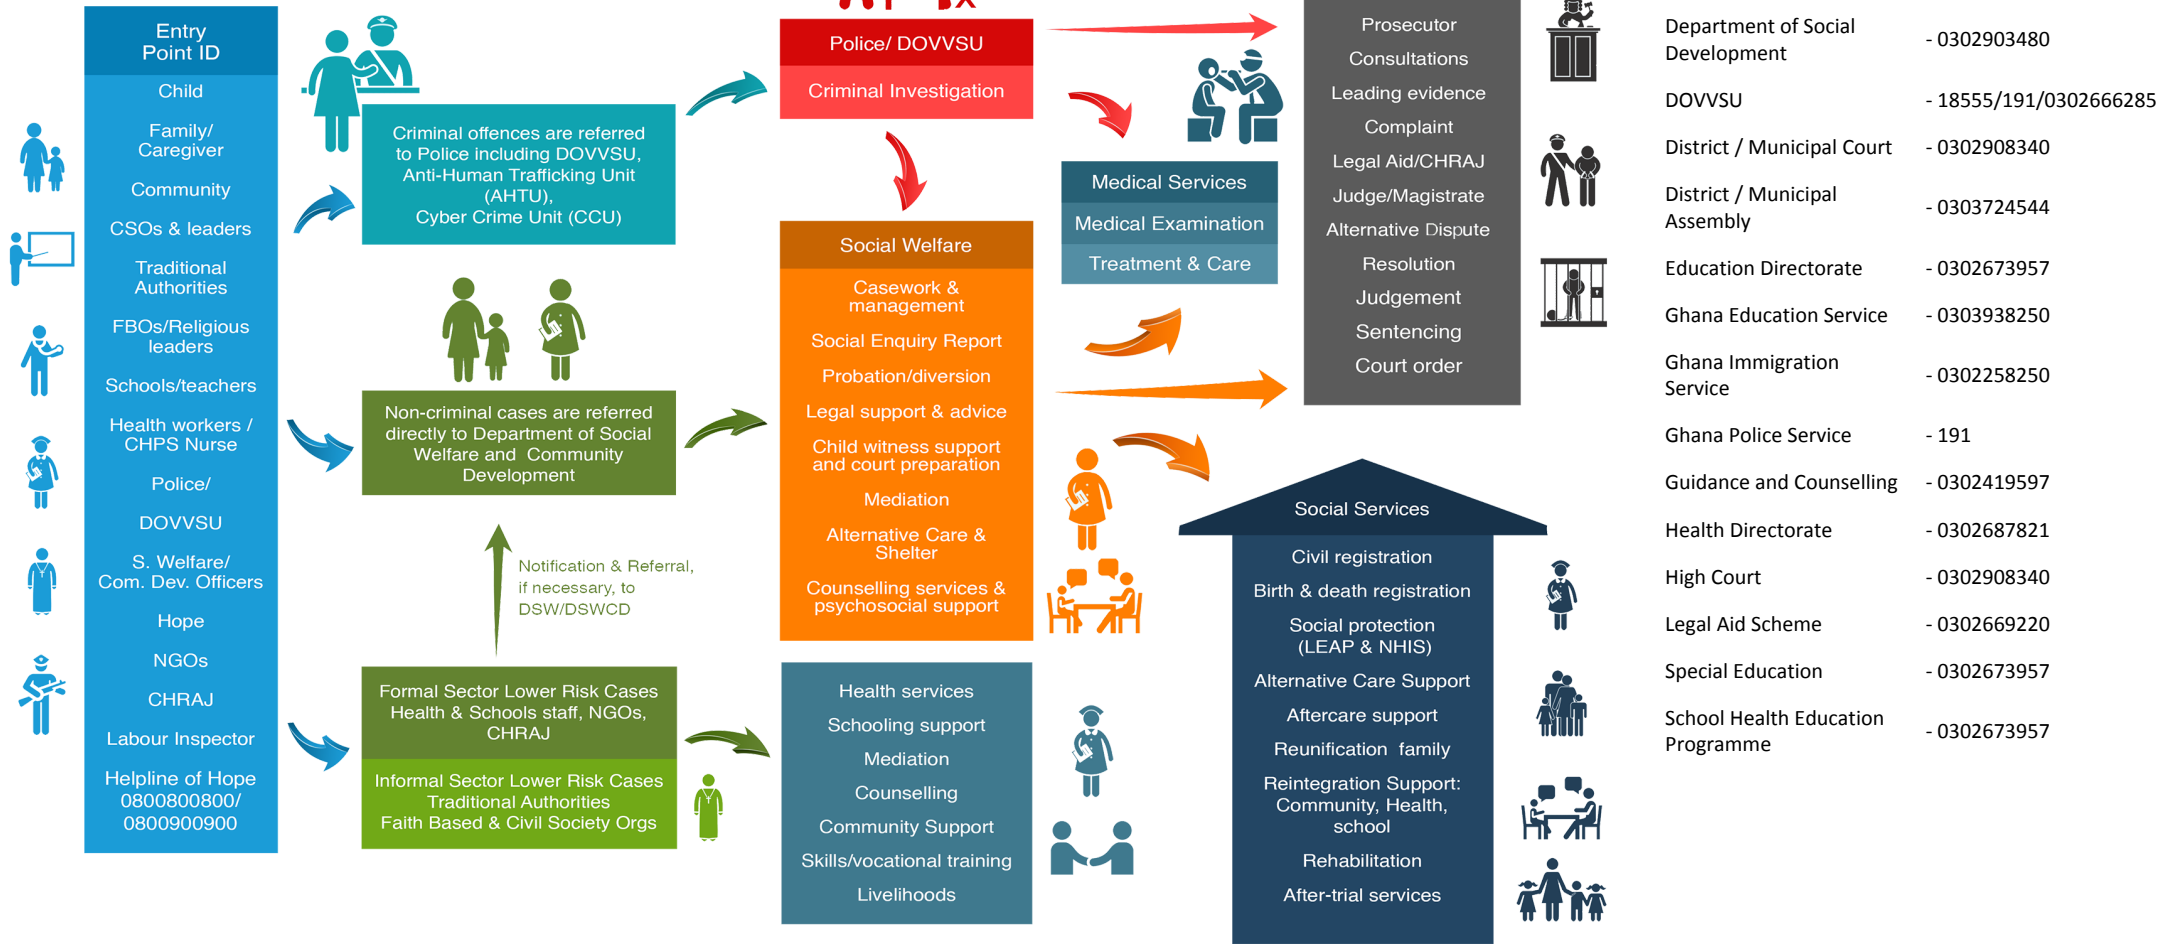 Entry
Point ID
Child
Family/
Caregiver
Community
CSOs & leaders
Traditional
Authorities
FBOs/Religious
leaders
Schools/teachers
Health workers /
CHPS Nurse
Police/
DOVVSU
S. Welfare/
Com. Dev. Officers
Hope
NGOs
CHRAJ
Labour Inspector
Helpline of Hope
0800800800/
0800900900
Criminal offences are referred
to Police including DOVVSU,
Anti-Human Trafficking Unit
(AHTU),
Cyber Crime Unit (CCU)
Non-criminal cases are referred
directly to Department of Social
Welfare and Community
Development
Notification & Referral,
if necessary, to
DSW/DSWCD
Formal Sector Lower Risk Cases
Health & Schools staff, NGOs,
CHRAJ
Informal Sector Lower Risk Cases
Traditional Authorities
Faith Based & Civil Society Orgs
Police/ DOVVSU
Criminal Investigation
Social Welfare
Casework &
management
Social Enquiry Report
Probation/diversion
Legal support & advice
Child witness support
and court preparation
Mediation
Alternative Care &
Shelter
Counselling services &
psychosocial support
Health services
Schooling support
Mediation
Counselling
Community Support
Skills/vocational training
Livelihoods
Medical Services
Medical Examination
Treatment & Care
Prosecutor
Consultations
Leading evidence
Complaint
Legal Aid/CHRAJ
Judge/Magistrate
Alternative Dispute
Resolution
Judgement
Sentencing
Court order
Social Services
Civil registration
Birth & death registration
Social protection
(LEAP & NHIS)
Alternative Care Support
Aftercare support
Reunification family
Reintegration Support:
Community, Health,
school
Rehabilitation
After-trial services
Department of Social
Development - 0302903480
DOVVSU - 18555/191/0302666285
District / Municipal Court - 0302908340
District / Municipal
Assembly - 0303724544
Education Directorate - 0302673957
Ghana Education Service - 0303938250
Ghana Immigration
Service - 0302258250
Ghana Police Service - 191
Guidance and Counselling - 0302419597
Health Directorate - 0302687821
High Court - 0302908340
Legal Aid Scheme - 0302669220
Special Education - 0302673957
School Health Education
Programme - 0302673957